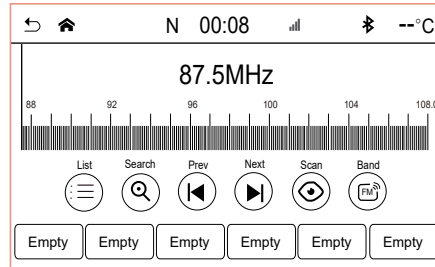 N 00:08 --°C
87.5MHz
88 92 96 100 104 108.0
List Search Prev Next Scan Band
FM
Empty Empty Empty Empty Empty Empty